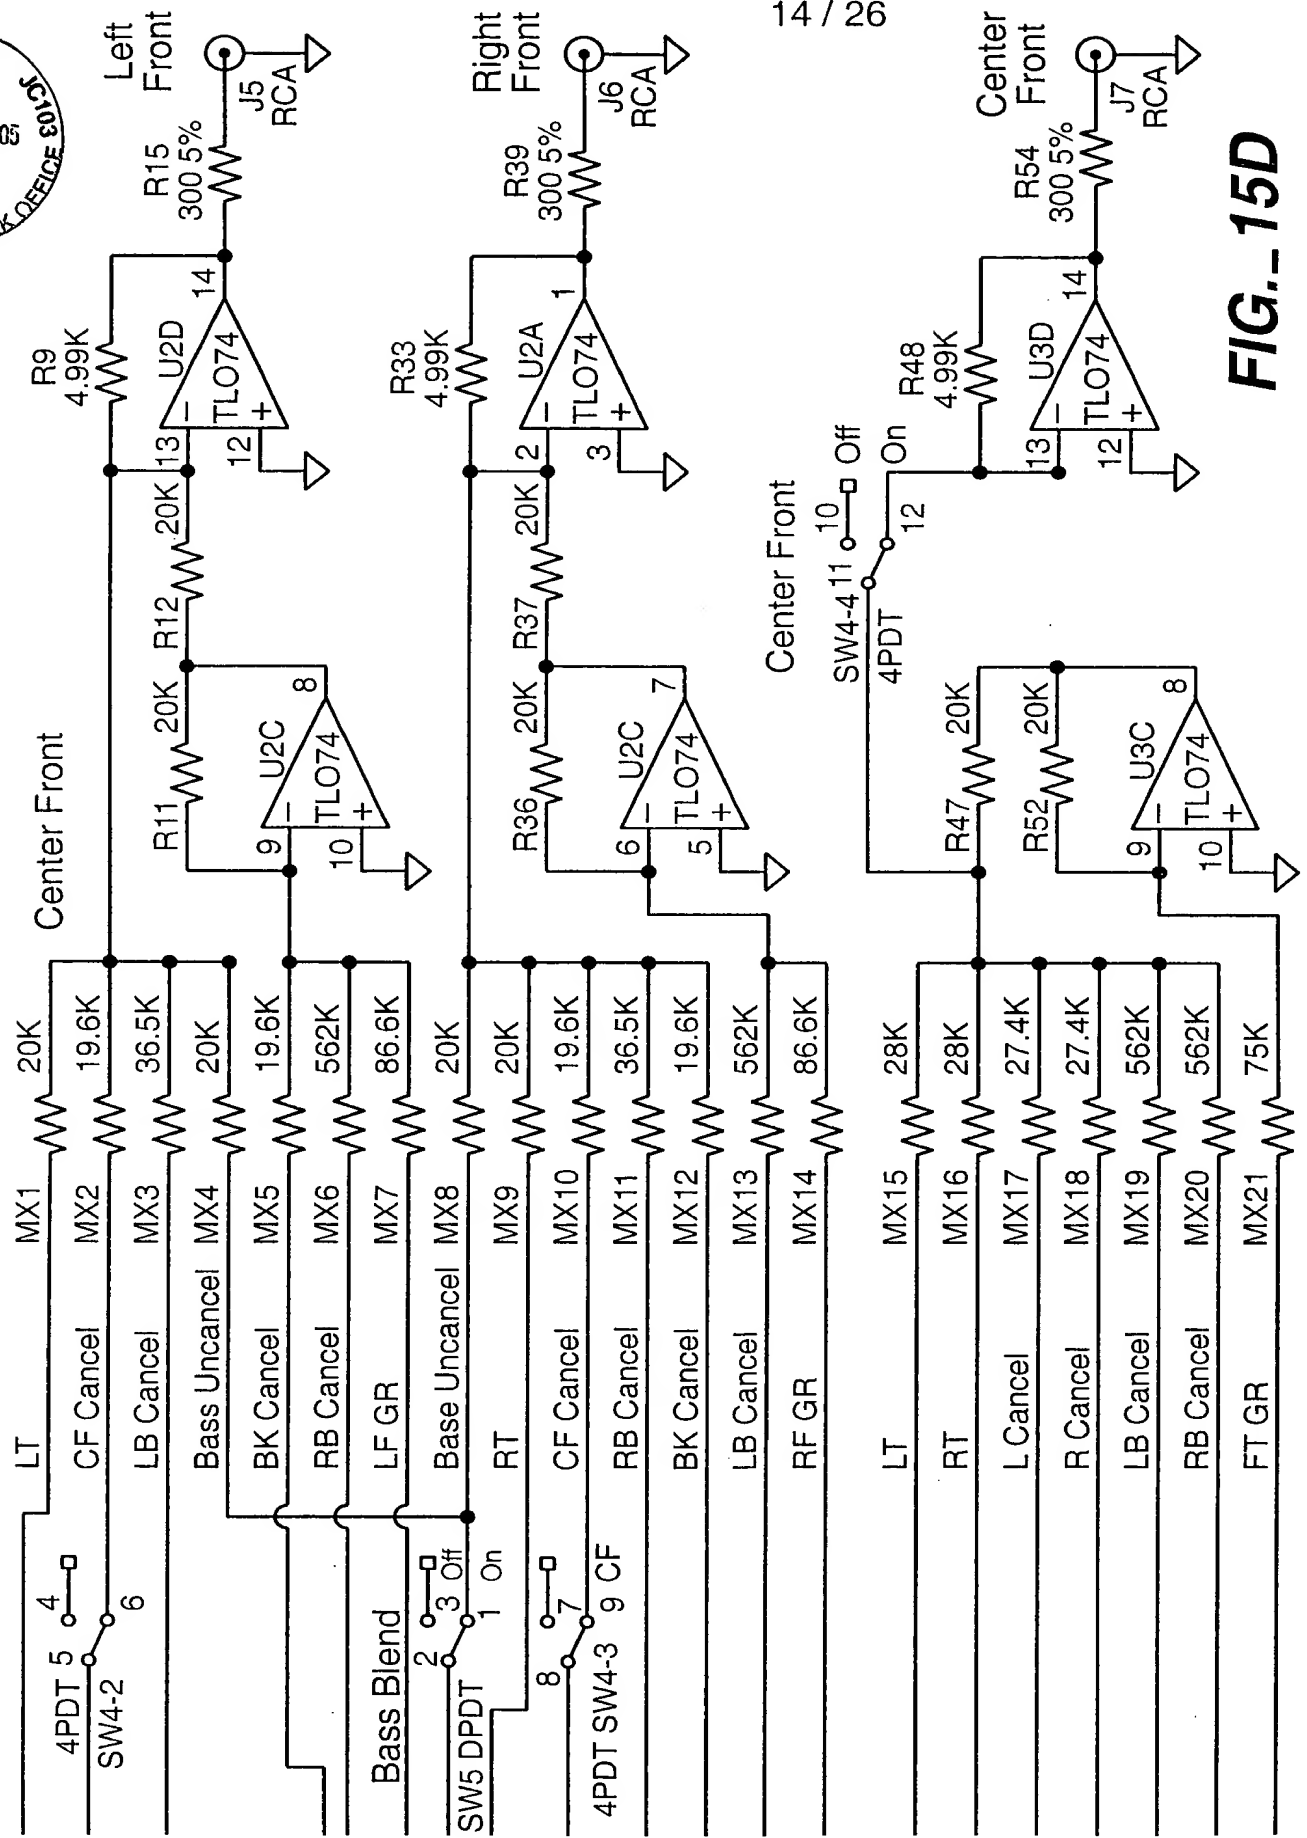 14 / 26
JC103
K OFFICE
Left
Front
J5
RCA
R15
300 5%
R9
4.99K
14
U2D
TLO74
−
+
13
12
20K
R12
R11
20K
8
U2C
TLO74
−
+
9
10
Center Front
20K
MX1
LT
19.6K
MX2
CF Cancel
36.5K
MX3
LB Cancel
20K
MX4
Bass Uncancel
19.6K
MX5
BK Cancel
562K
MX6
RB Cancel
86.6K
MX7
LF GR
4
5
6
4PDT
SW4-2
Right
Front
J6
RCA
R39
300 5%
R33
4.99K
1
U2A
TLO74
−
+
2
3
20K
R37
R36
20K
7
U2C
TLO74
−
+
6
5
20K
MX8
Base Uncancel
20K
MX9
RT
19.6K
MX10
CF Cancel
36.5K
MX11
RB Cancel
19.6K
MX12
BK Cancel
562K
MX13
LB Cancel
86.6K
MX14
RF GR
Bass Blend
2
3 Off
1
On
SW5 DPDT
8
7
9 CF
4PDT SW4-3
Center
Front
J7
RCA
R54
300 5%
R48
4.99K
14
U3D
TLO74
−
+
13
12
Center Front
10
Off
On
11
12
SW4-4
4PDT
R47
20K
R52
20K
8
U3C
TLO74
−
+
9
10
28K
MX15
LT
28K
MX16
RT
27.4K
MX17
L Cancel
27.4K
MX18
R Cancel
562K
MX19
LB Cancel
562K
MX20
RB Cancel
75K
MX21
FT GR
FIG._15D